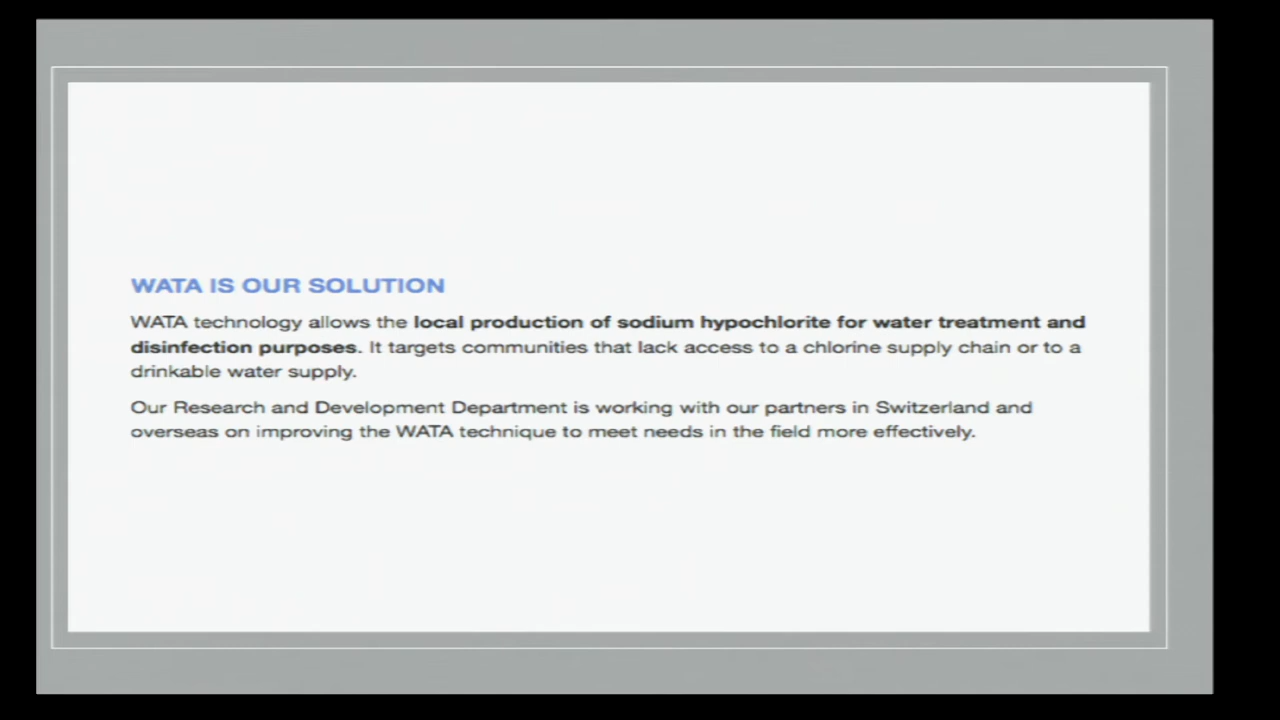 WATA IS OUR SOLUTION
WATA technology allows the local production of sodium hypochlorite for water treatment and
disinfection purposes. It targets communities that lack access to a chlorine supply chain or to a
drinkable water supply.
Our Research and Development Department is working with our partners in Switzerland and
overseas on improving the WATA technique to meet needs in the field more effectively.